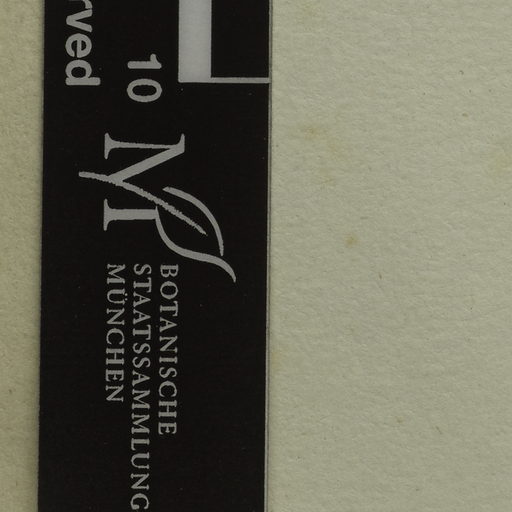 rved
10
M
BOTANISCHE
STAATSSAMMLUNG
MÜNCHEN